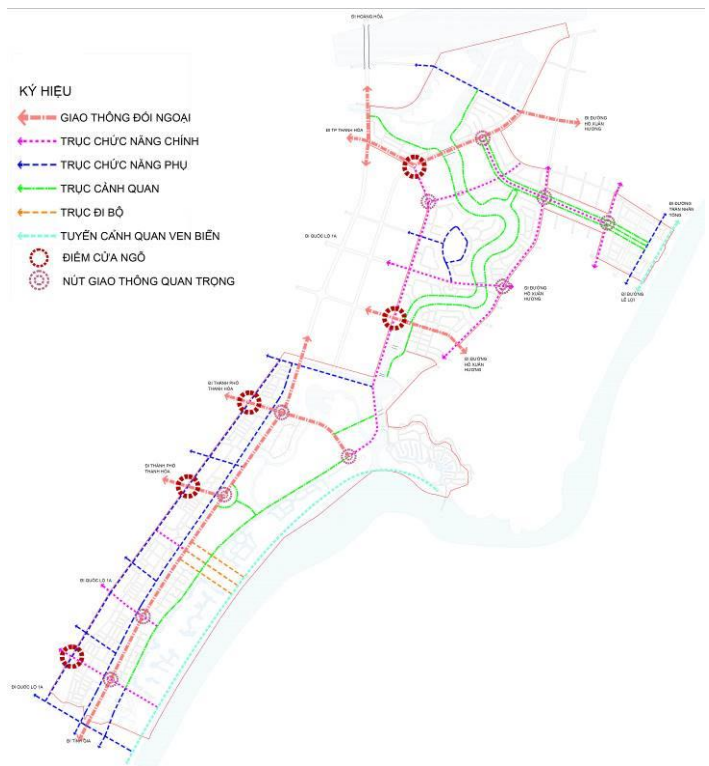 ĐI HOẰNG HÓA
KÝ HIỆU
GIAO THÔNG ĐỐI NGOẠI
TRỤC CHỨC NĂNG CHÍNH
TRỤC CHỨC NĂNG PHỤ
TRỤC CẢNH QUAN
TRỤC ĐI BỘ
TUYẾN CẢNH QUAN VEN BIỂN
ĐIỂM CỬA NGÕ
NÚT GIAO THÔNG QUAN TRỌNG
ĐI ĐƯỜNG
HỒ XUÂN
HƯƠNG
ĐI TP THANH HÓA
ĐI ĐƯỜNG
TRẦN NHÂN
TÔNG
ĐI QUỐC LỘ 1A
ĐI ĐƯỜNG
HỒ XUÂN
HƯƠNG
ĐI ĐƯỜNG
LÊ LỢI
ĐI ĐƯỜNG
HỒ XUÂN
HƯƠNG
ĐI THÀNH PHỐ
THANH HÓA
ĐI THÀNH PHỐ
THANH HÓA
ĐI QUỐC LỘ 1A
ĐI QUỐC LỘ 1A
ĐI TĨNH GIA